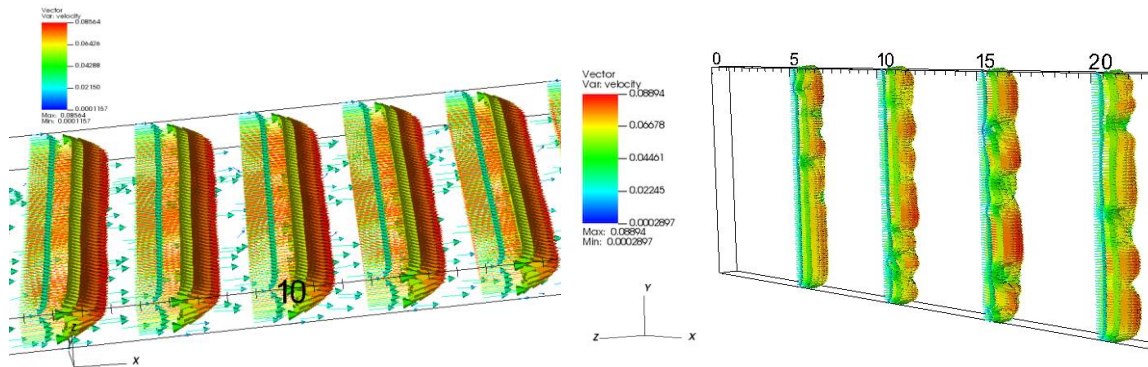 Vector
Var: velocity
0.08564
0.06426
0.04288
0.02150
0.0001157
Max: 0.08564
Min: 0.0001157
10
Z
X
Vector
Var: velocity
0.08894
0.06678
0.04461
0.02245
0.0002897
Max: 0.08894
Min: 0.0002897
0 5 10 15 20
Y
Z X